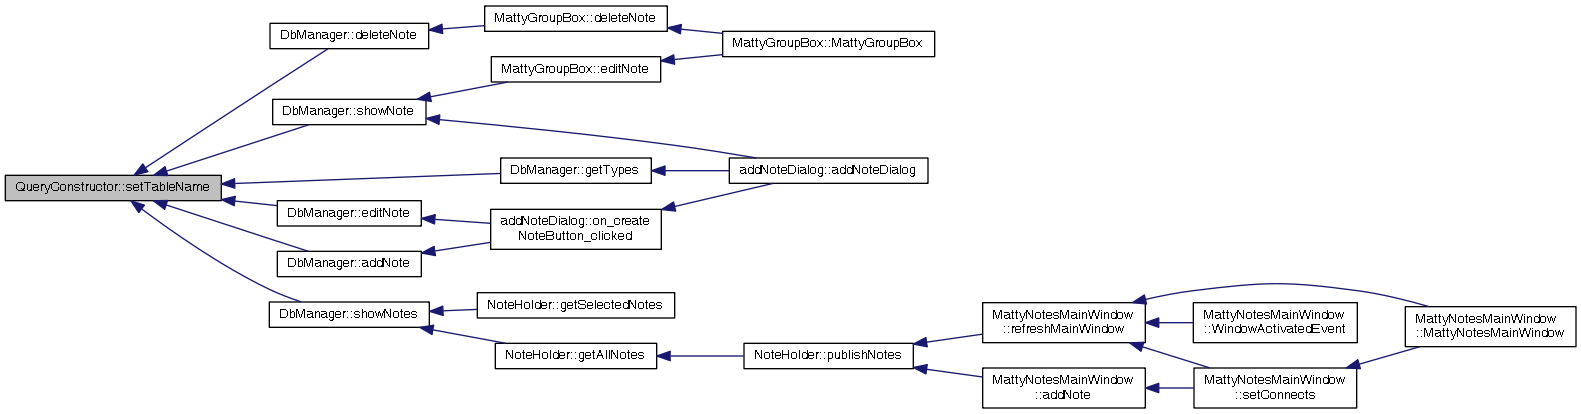 QueryConstructor::setTableName
DbManager::deleteNote
MattyGroupBox::deleteNote
MattyGroupBox::MattyGroupBox
MattyGroupBox::editNote
DbManager::showNote
DbManager::getTypes
addNoteDialog::addNoteDialog
DbManager::editNote
addNoteDialog::on_create
NoteButton_clicked
DbManager::addNote
DbManager::showNotes
NoteHolder::getSelectedNotes
NoteHolder::getAllNotes
NoteHolder::publishNotes
MattyNotesMainWindow
::refreshMainWindow
MattyNotesMainWindow
::addNote
MattyNotesMainWindow
::WindowActivatedEvent
MattyNotesMainWindow
::setConnects
MattyNotesMainWindow
::MattyNotesMainWindow